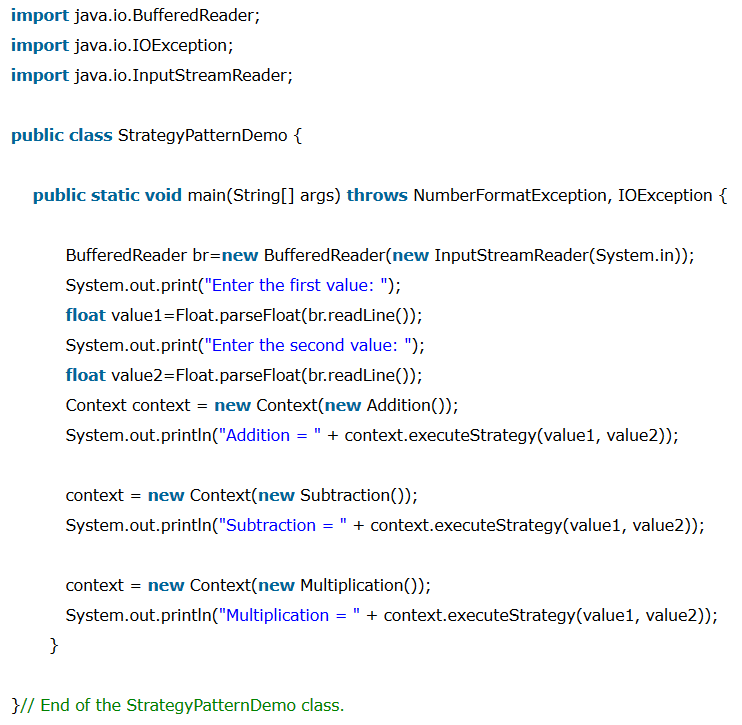 import java.io.BufferedReader;
import java.io.IOException;
import java.io.InputStreamReader;
public class StrategyPatternDemo {
public static void main(String[] args) throws NumberFormatException, IOException {
BufferedReader br=new BufferedReader(new InputStreamReader(System.in));
System.out.print("Enter the first value: ");
float value1=Float.parseFloat(br.readLine());
System.out.print("Enter the second value: ");
float value2=Float.parseFloat(br.readLine());
Context context = new Context(new Addition());
System.out.println("Addition = " + context.executeStrategy(value1, value2));
context = new Context(new Subtraction());
System.out.println("Subtraction = " + context.executeStrategy(value1, value2));
context = new Context(new Multiplication());
System.out.println("Multiplication = " + context.executeStrategy(value1, value2));
}
}// End of the StrategyPatternDemo class.